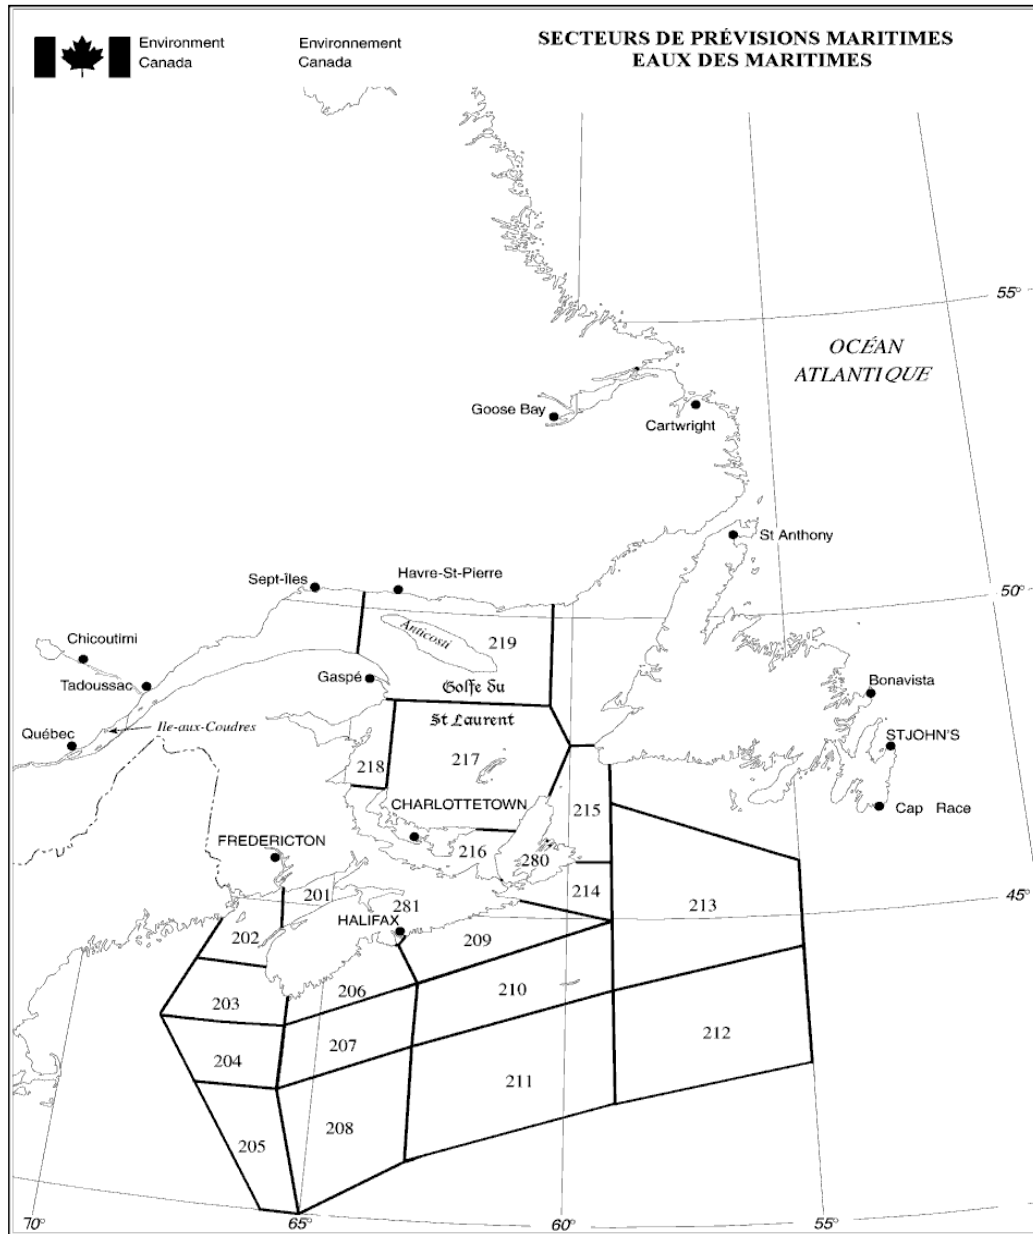 Environment
Canada
Environnement
Canada
SECTEURS DE PRÉVISIONS MARITIMES
EAUX DES MARITIMES
55°
OCÉAN
ATLANTIQUE
Goose Bay
Cartwright
St Anthony
Sept-Îles
Havre-St-Pierre
50°
Chicoutimi
Anticosti
219
Tadoussac
Gaspé
Golfe du
Bonavista
Ile-aux-Coudres
St Laurent
Québec
STJOHN'S
218
217
CHARLOTTETOWN
215
Cap Race
FREDERICTON
216
280
201
281
214
213
45°
HALIFAX
202
209
206
210
203
204
207
212
211
205
208
70°
65°
60°
55°